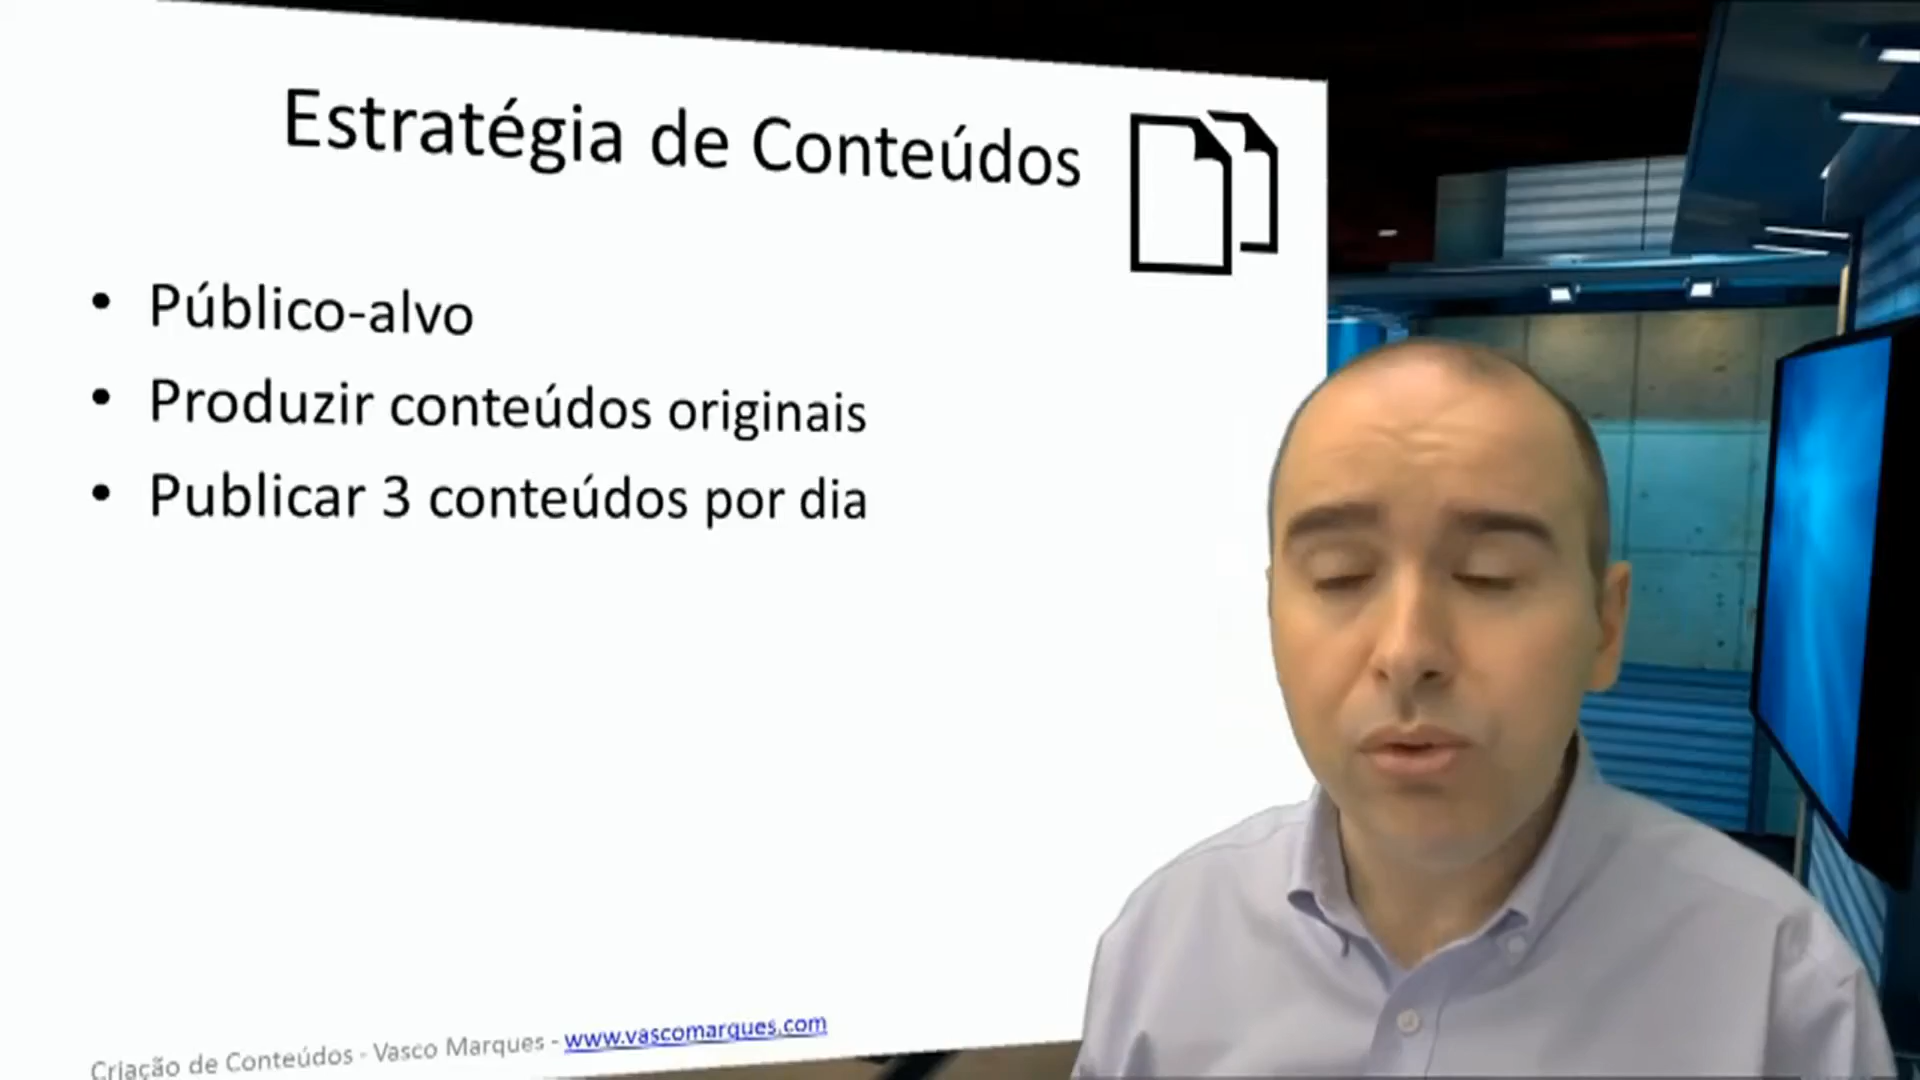 Estratégia de Conteúdos
• Público-alvo
• Produzir conteúdos originais
• Publicar 3 conteúdos por dia
Criação de Conteúdos - Vasco Marques - www.vascomarques.com